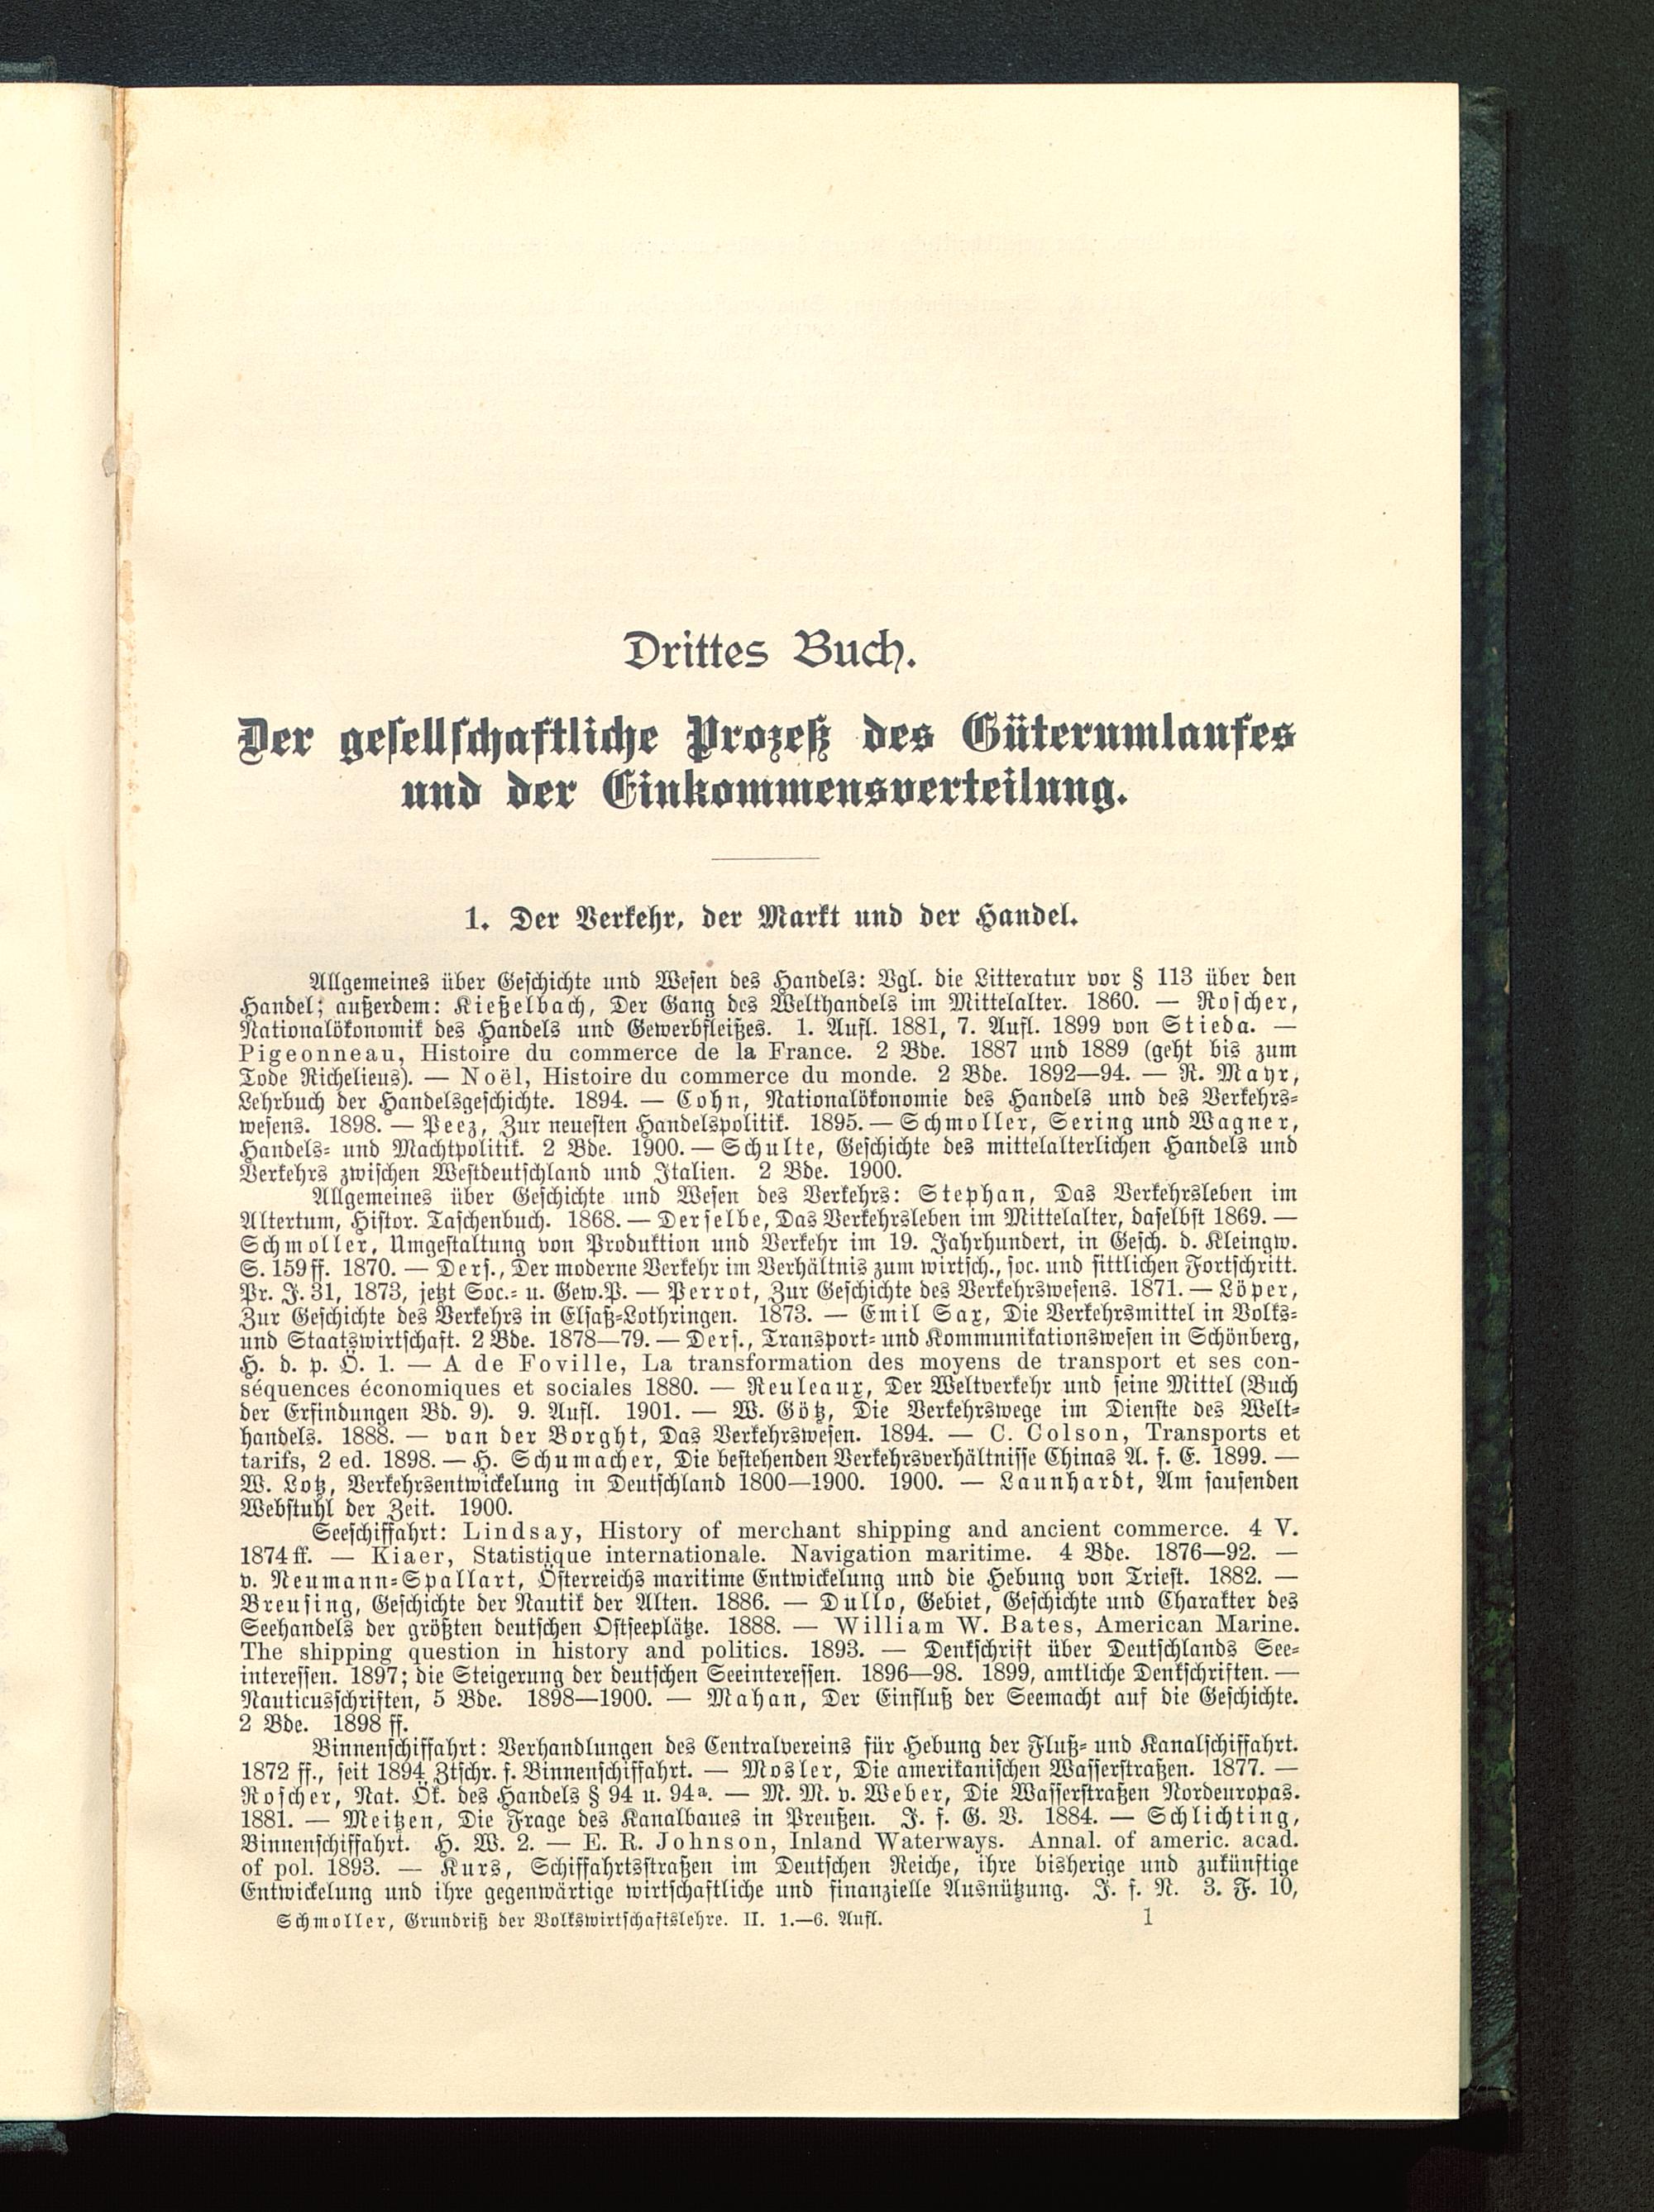 Drittes Buch.
Der gesellschaftliche Prozeß des Güterumlaufes
und der Einkommensverteilung.
1. Der Verkehr, der Markt und der Handel.
Allgemeines über Geschichte und Wesen des Handels: Vgl. die Litteratur vor § 113 über den
Handel; außerdem: Kießelbach, Der Gang des Welthandels im Mittelalter. 1860. — Roscher,
Nationalökonomik des Handels und Gewerbfleißes. 1. Aufl. 1881, 7. Aufl. 1899 von Stieda. —
Pigeonneau, Histoire du commerce de la France. 2 Bde. 1887 und 1889 (geht bis zum
Tode Richelieus). — Noël, Histoire du commerce du monde. 2 Bde. 1892—94. — R. Mayr,
Lehrbuch der Handelsgeschichte. 1894. — Cohn, Nationalökonomie des Handels und des Verkehrs-
wesens. 1898. — Peez, Zur neuesten Handelspolitik. 1895. — Schmoller, Sering und Wagner,
Handels- und Machtpolitik. 2 Bde. 1900. — Schulte, Geschichte des mittelalterlichen Handels und
Verkehrs zwischen Westdeutschland und Italien. 2 Bde. 1900.
Allgemeines über Geschichte und Wesen des Verkehrs: Stephan, Das Verkehrsleben im
Altertum, Histor. Taschenbuch. 1868. — Derselbe, Das Verkehrsleben im Mittelalter, daselbst 1869. —
Schmoller, Umgestaltung von Produktion und Verkehr im 19. Jahrhundert, in Gesch. d. Kleingw.
S. 159 ff. 1870. — Ders., Der moderne Verkehr im Verhältnis zum wirtsch., soc. und sittlichen Fortschritt.
Pr. J. 31, 1873, jetzt Soc.- u. Gew.P. — Perrot, Zur Geschichte des Verkehrswesens. 1871. — Löper,
Zur Geschichte des Verkehrs in Elsaß-Lothringen. 1873. — Emil Sax, Die Verkehrsmittel in Volks-
und Staatswirtschaft. 2 Bde. 1878—79. — Ders., Transport- und Kommunikationswesen in Schönberg,
H. d. p. Ö. 1. — A de Foville, La transformation des moyens de transport et ses con-
séquences économiques et sociales 1880. — Reuleaux, Der Weltverkehr und seine Mittel (Buch
der Erfindungen Bd. 9). 9. Aufl. 1901. — W. Götz, Die Verkehrswege im Dienste des Welt-
handels. 1888. — van der Borght, Das Verkehrswesen. 1894. — C. Colson, Transports et
tarifs, 2 ed. 1898. — H. Schumacher, Die bestehenden Verkehrsverhältnisse Chinas A. f. E. 1899. —
W. Lotz, Verkehrsentwickelung in Deutschland 1800—1900. 1900. — Launhardt, Am sausenden
Webstuhl der Zeit. 1900.
Seeschiffahrt: Lindsay, History of merchant shipping and ancient commerce. 4 V.
1874 ff. — Kiaer, Statistique internationale. Navigation maritime. 4 Bde. 1876—92. —
v. Neumann-Spallart, Österreichs maritime Entwickelung und die Hebung von Triest. 1882. —
Breusing, Geschichte der Nautik der Alten. 1886. — Dullo, Gebiet, Geschichte und Charakter des
Seehandels der größten deutschen Ostseeplätze. 1888. — William W. Bates, American Marine.
The shipping question in history and politics. 1893. — Denkschrift über Deutschlands See-
interessen. 1897; die Steigerung der deutschen Seeinteressen. 1896—98. 1899, amtliche Denkschriften. —
Nauticusschriften, 5 Bde. 1898—1900. — Mahan, Der Einfluß der Seemacht auf die Geschichte.
2 Bde. 1898 ff.
Binnenschiffahrt: Verhandlungen des Centralvereins für Hebung der Fluß- und Kanalschiffahrt.
1872 ff., seit 1894 Ztschr. f. Binnenschiffahrt. — Mosler, Die amerikanischen Wasserstraßen. 1877. —
Roscher, Nat. Ök. des Handels § 94 u. 94ª. — M. M. v. Weber, Die Wasserstraßen Nordeuropas.
1881. — Meitzen, Die Frage des Kanalbaues in Preußen. J. f. G. V. 1884. — Schlichting,
Binnenschiffahrt. H. W. 2. — E. R. Johnson, Inland Waterways. Annal. of americ. acad.
of pol. 1893. — Kurs, Schiffahrtsstraßen im Deutschen Reiche, ihre bisherige und zukünftige
Entwickelung und ihre gegenwärtige wirtschaftliche und finanzielle Ausnützung. J. f. N. 3. F. 10,
Schmoller, Grundriß der Volkswirtschaftslehre. II. 1.—6. Aufl. 1